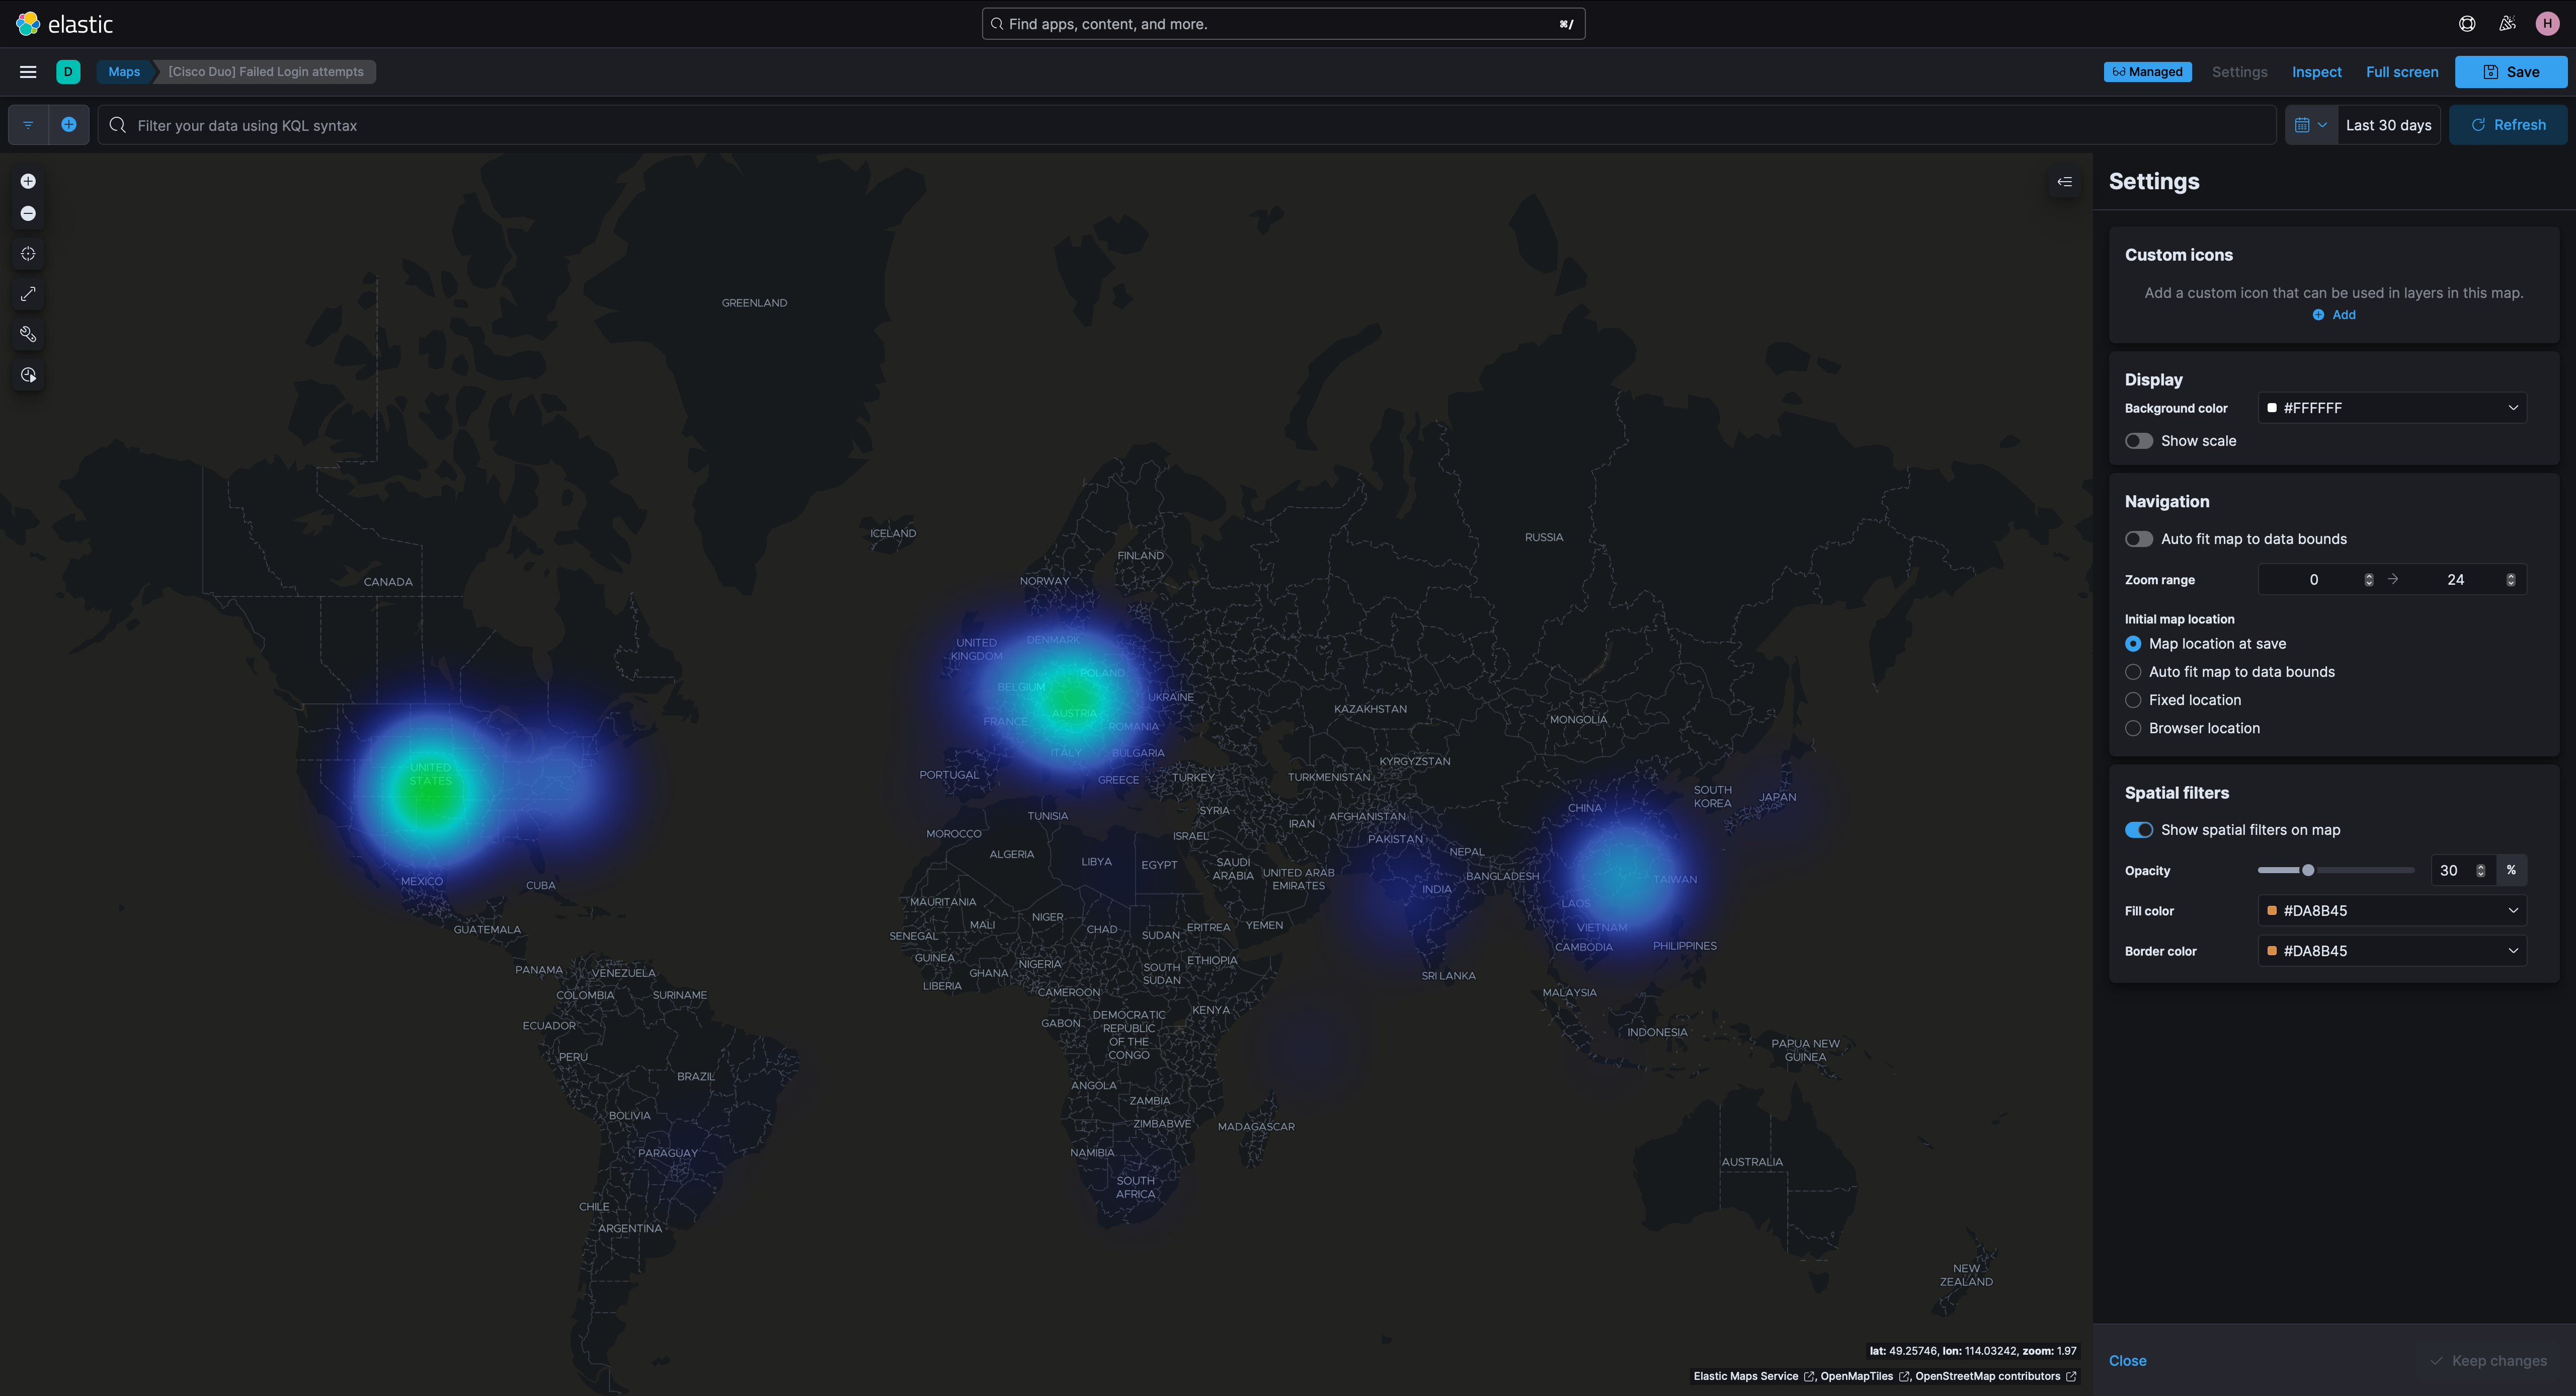 elastic
Find apps, content, and more.
⌘/
H
D
Maps
[Cisco Duo] Failed Login attempts
Managed
Settings
Inspect
Full screen
Save
Filter your data using KQL syntax
Last 30 days
Refresh
GREENLAND
ICELAND
RUSSIA
FINLAND
NORWAY
CANADA
UNITED
KINGDOM
DENMARK
POLAND
BELGIUM
UKRAINE
AUSTRIA
FRANCE
ROMANIA
KAZAKHSTAN
MONGOLIA
ITALY
BULGARIA
UNITED
STATES
PORTUGAL
GREECE
TURKEY
TURKMENISTAN
KYRGYZSTAN
SOUTH
KOREA
JAPAN
CHINA
SYRIA
TUNISIA
IRAN
AFGHANISTAN
MOROCCO
ISRAEL
PAKISTAN
ALGERIA
LIBYA
EGYPT
SAUDI
ARABIA
UNITED ARAB
EMIRATES
NEPAL
BANGLADESH
TAIWAN
MEXICO
CUBA
INDIA
MAURITANIA
LAOS
MALI
NIGER
CHAD
SUDAN
ERITREA
YEMEN
VIETNAM
GUATEMALA
SENEGAL
CAMBODIA
PHILIPPINES
GUINEA
GHANA
NIGERIA
SOUTH
SUDAN
ETHIOPIA
PANAMA
VENEZUELA
SRI LANKA
LIBERIA
CAMEROON
MALAYSIA
COLOMBIA
SURINAME
GABON
KENYA
DEMOCRATIC
REPUBLIC
OF THE
CONGO
ECUADOR
INDONESIA
PAPUA NEW
GUINEA
PERU
BRAZIL
ANGOLA
ZAMBIA
BOLIVIA
ZIMBABWE
MADAGASCAR
PARAGUAY
NAMIBIA
AUSTRALIA
SOUTH
AFRICA
CHILE
ARGENTINA
NEW
ZEALAND
lat: 49.25746, lon: 114.03242, zoom: 1.97
Elastic Maps Service , OpenMapTiles , OpenStreetMap contributors
Settings
Custom icons
Add a custom icon that can be used in layers in this map.
Add
Display
Background color
#FFFFFF
Show scale
Navigation
Auto fit map to data bounds
Zoom range
0 → 24
Initial map location
Map location at save
Auto fit map to data bounds
Fixed location
Browser location
Spatial filters
Show spatial filters on map
Opacity
30 %
Fill color
#DA8B45
Border color
#DA8B45
Close
Keep changes